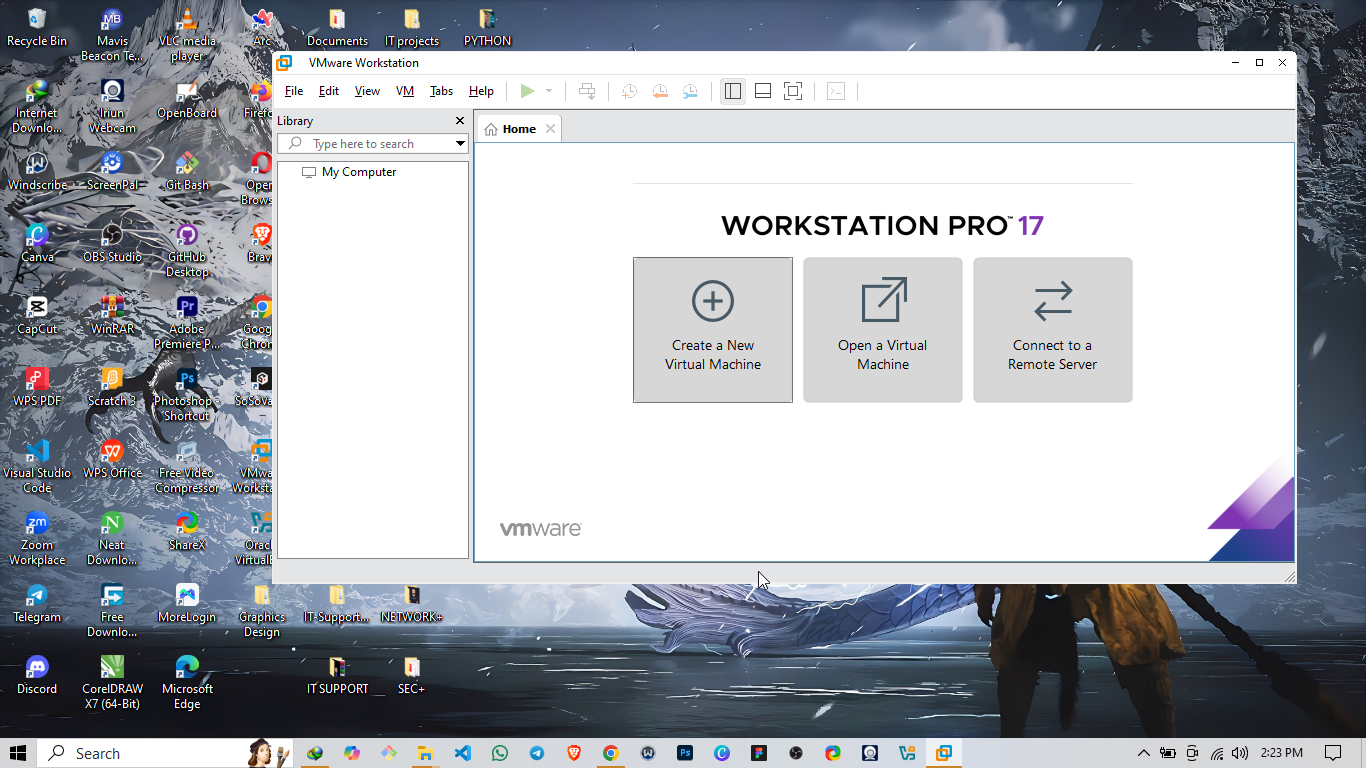 Recycle Bin
Mavis
Beacon Te...
VLC media
player
Arc
Documents
IT projects
PYTHON
Internet
Downlo...
Iriun
Webcam
OpenBoard
Firef
Windscribe
ScreenPal
Git Bash
Oper
Brows
Canva
OBS Studio
GitHub
Desktop
Brav
CapCut
WinRAR
Adobe
Premiere P...
Goog
Chron
WPS PDF
Scratch 3
Photoshop -
Shortcut
SoSoVa
Visual Studio
Code
WPS Office
Free Video
Compressor
VMwa
Worksta
Zoom
Workplace
Neat
Downlo...
ShareX
Orac
VirtualB
Telegram
Free
Downlo...
MoreLogin
Graphics
Design
IT-Support...
NETWORK+
Discord
CorelDRAW
X7 (64-Bit)
Microsoft
Edge
IT SUPPORT
SEC+
VMware Workstation
File Edit View VM Tabs Help
Library
Type here to search
My Computer
Home
WORKSTATION PRO™ 17
Create a New
Virtual Machine
Open a Virtual
Machine
Connect to a
Remote Server
vmware
Search
2:23 PM